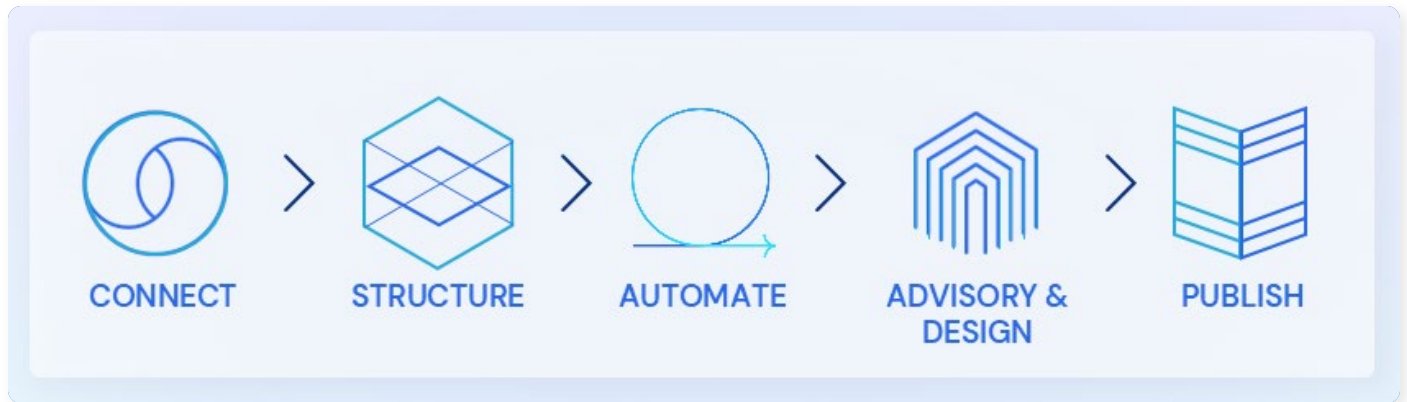 CONNECT
STRUCTURE
AUTOMATE
ADVISORY &
DESIGN
PUBLISH